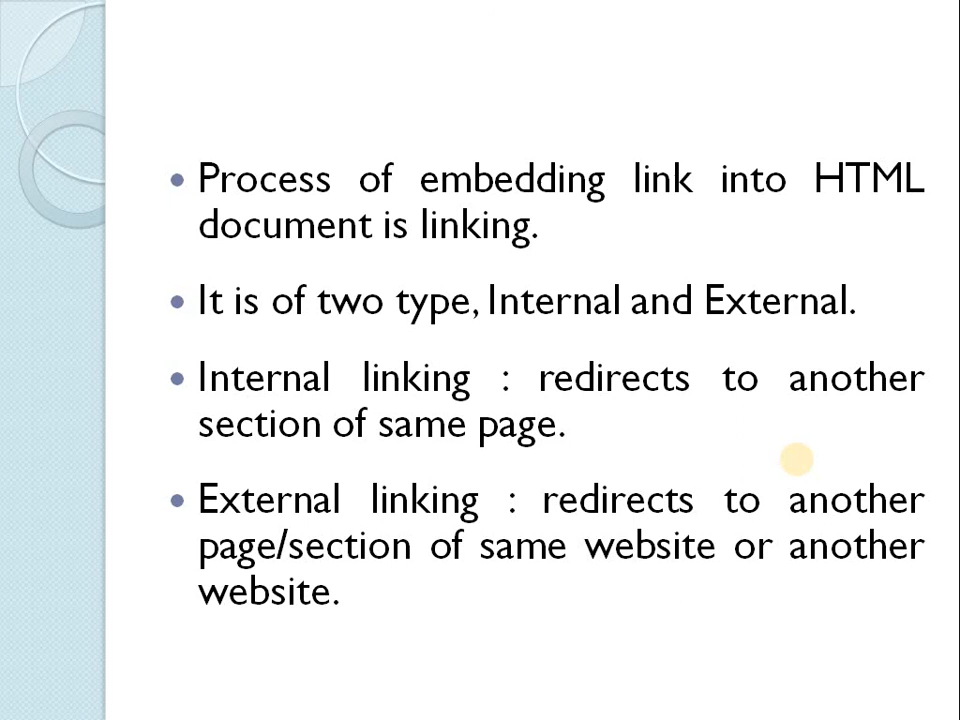 • Process of embedding link into HTML
document is linking.
• It is of two type, Internal and External.
• Internal linking : redirects to another
section of same page.
• External linking : redirects to another
page/section of same website or another
website.